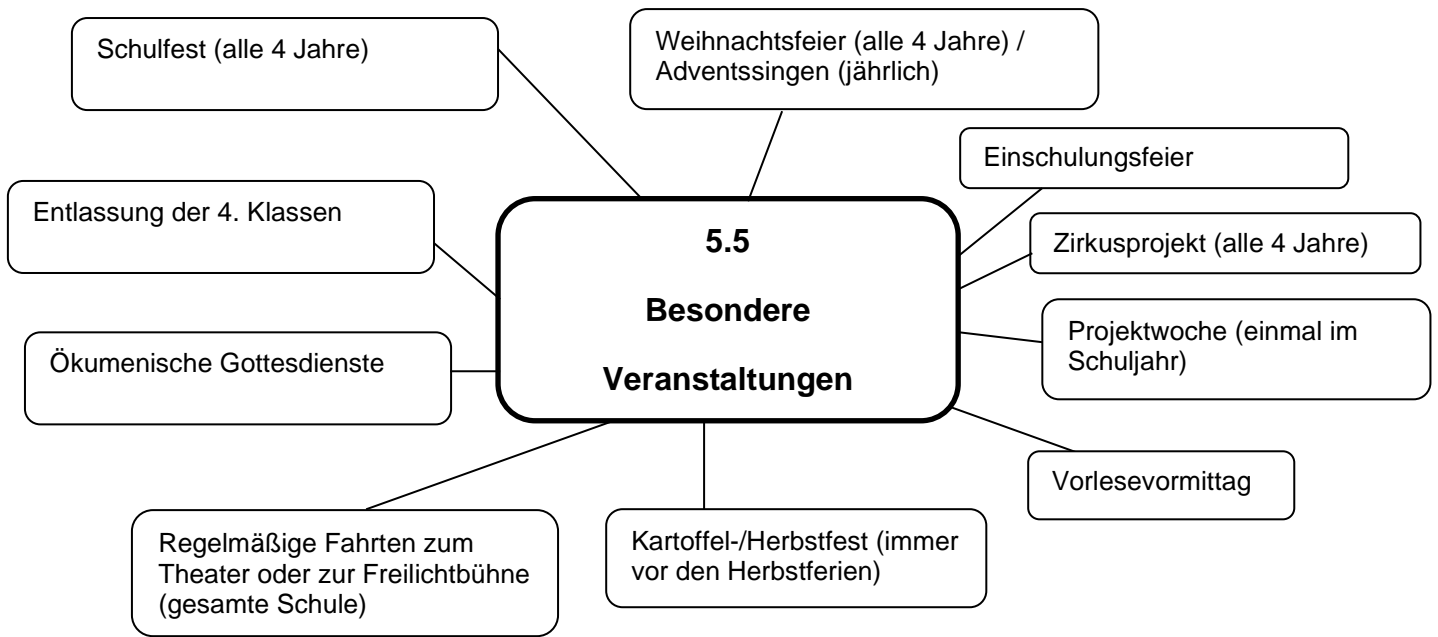 Schulfest (alle 4 Jahre)
Weihnachtsfeier (alle 4 Jahre) /
Adventssingen (jährlich)
Einschulungsfeier
Entlassung der 4. Klassen
5.5
Besondere
Veranstaltungen
Zirkusprojekt (alle 4 Jahre)
Projektwoche (einmal im
Schuljahr)
Ökumenische Gottesdienste
Vorlesevormittag
Regelmäßige Fahrten zum
Theater oder zur Freilichtbühne
(gesamte Schule)
Kartoffel-/Herbstfest (immer
vor den Herbstferien)